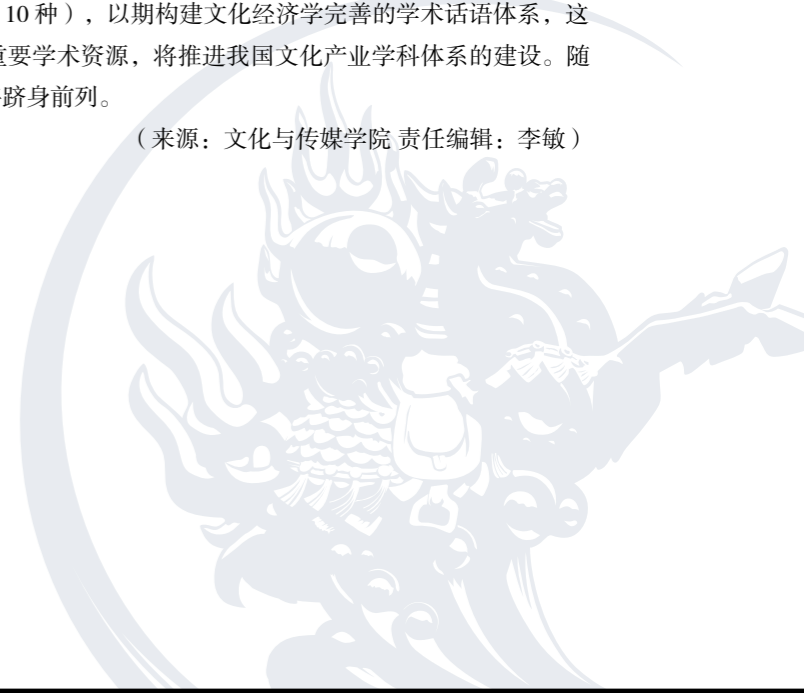 10 种），以期构建文化经济学完善的学术话语体系，这
重要学术资源，将推进我国文化产业学科体系的建设。随
跻身前列。
（来源：文化与传媒学院 责任编辑：李敏）